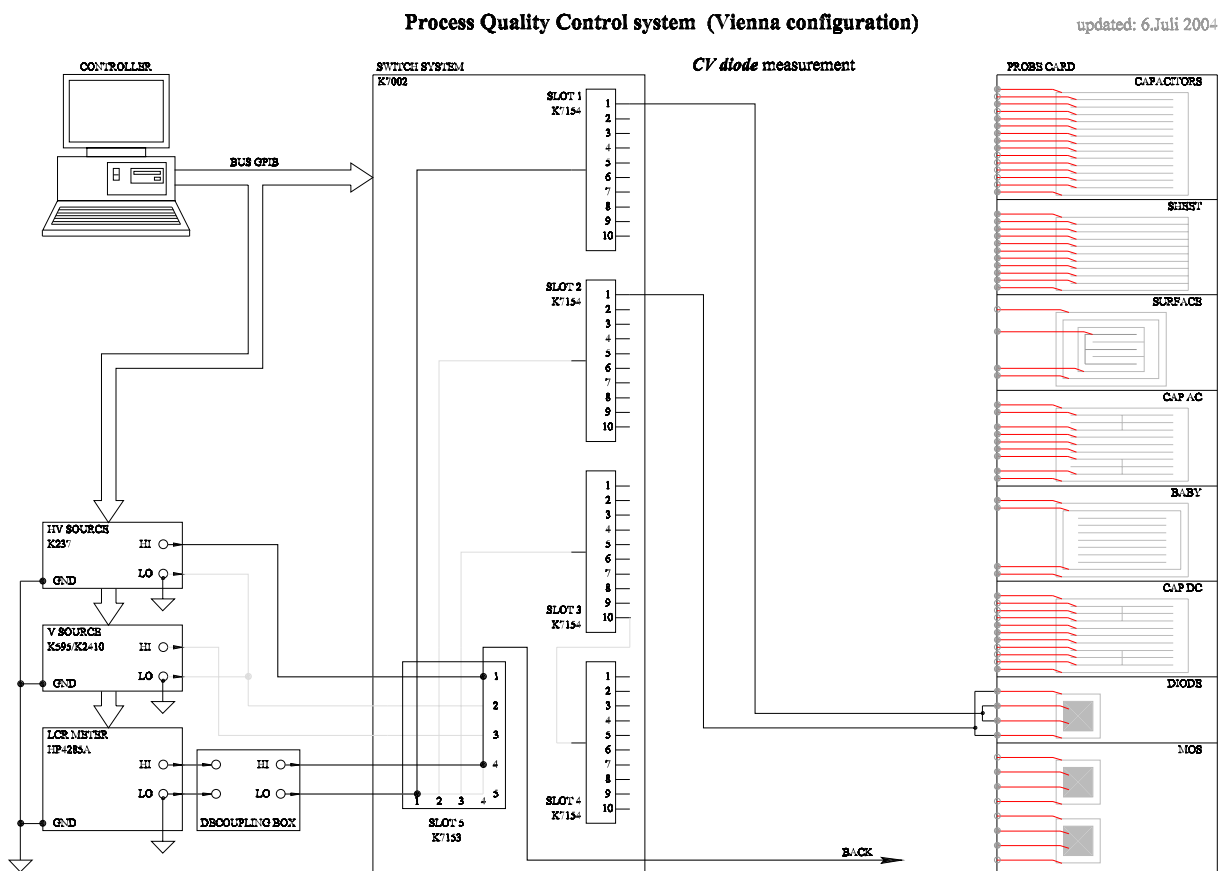 Process Quality Control system (Vienna configuration)
updated: 6.Juli 2004
CONTROLLER
SWITCH SYSTEM
K7002
CV diode measurement
PROBE CARD
CAPACITORS
BUS GPIB
SLOT 1
K7154
1
2
3
4
5
6
7
8
9
10
SHEET
SLOT 2
K7154
1
2
3
4
5
6
7
8
9
10
SURFACE
CAP AC
SLOT 3
K7154
1
2
3
4
5
6
7
8
9
10
BABY
HV SOURCE
K237
HI
LO
GND
CAP DC
V SOURCE
K595/K2410
HI
LO
GND
DIODE
LCR METER
HP4285A
HI
LO
GND
HI
LO
DECOUPLING BOX
1
2
3
4
5
1 2 3 4
SLOT 5
K7153
SLOT 4
K7154
1
2
3
4
5
6
7
8
9
10
MOS
BACK